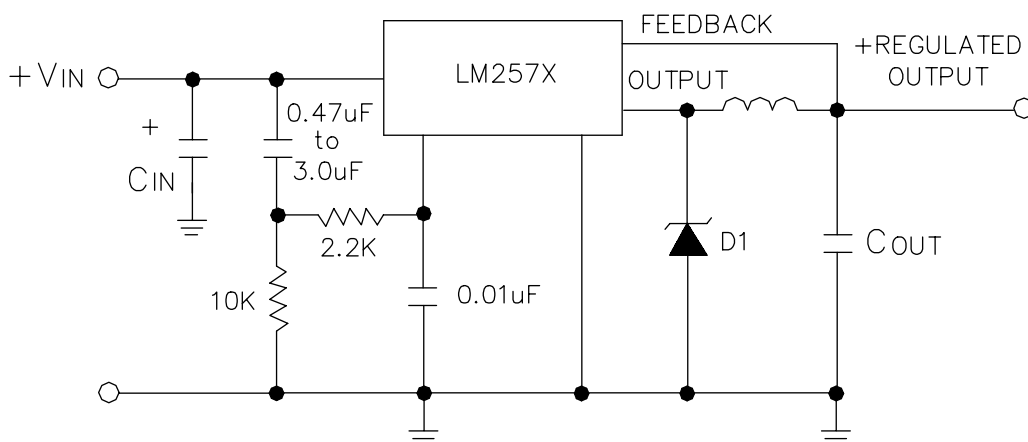 FEEDBACK
+REGULATED
OUTPUT
+VIN
LM257X
OUTPUT
0.47uF
to
3.0uF
+
CIN
2.2K
D1
COUT
10K
0.01uF